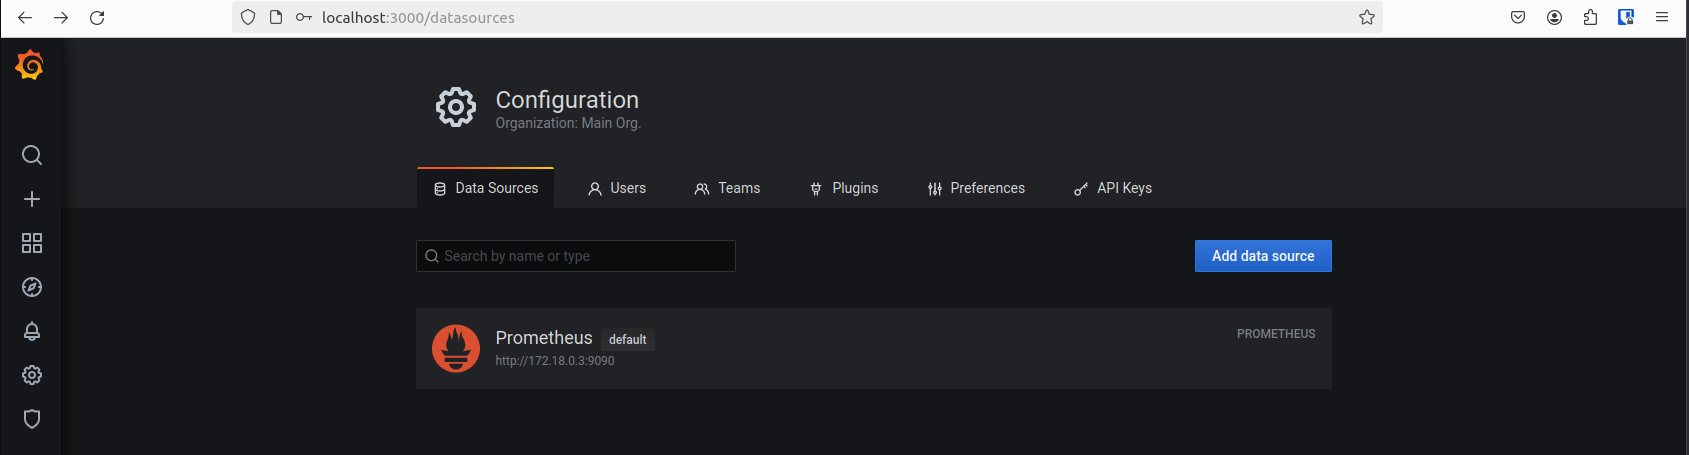 localhost:3000/datasources
Configuration
Organization: Main Org.
Data Sources Users Teams Plugins Preferences API Keys
Search by name or type Add data source
Prometheus default PROMETHEUS
http://172.18.0.3:9090